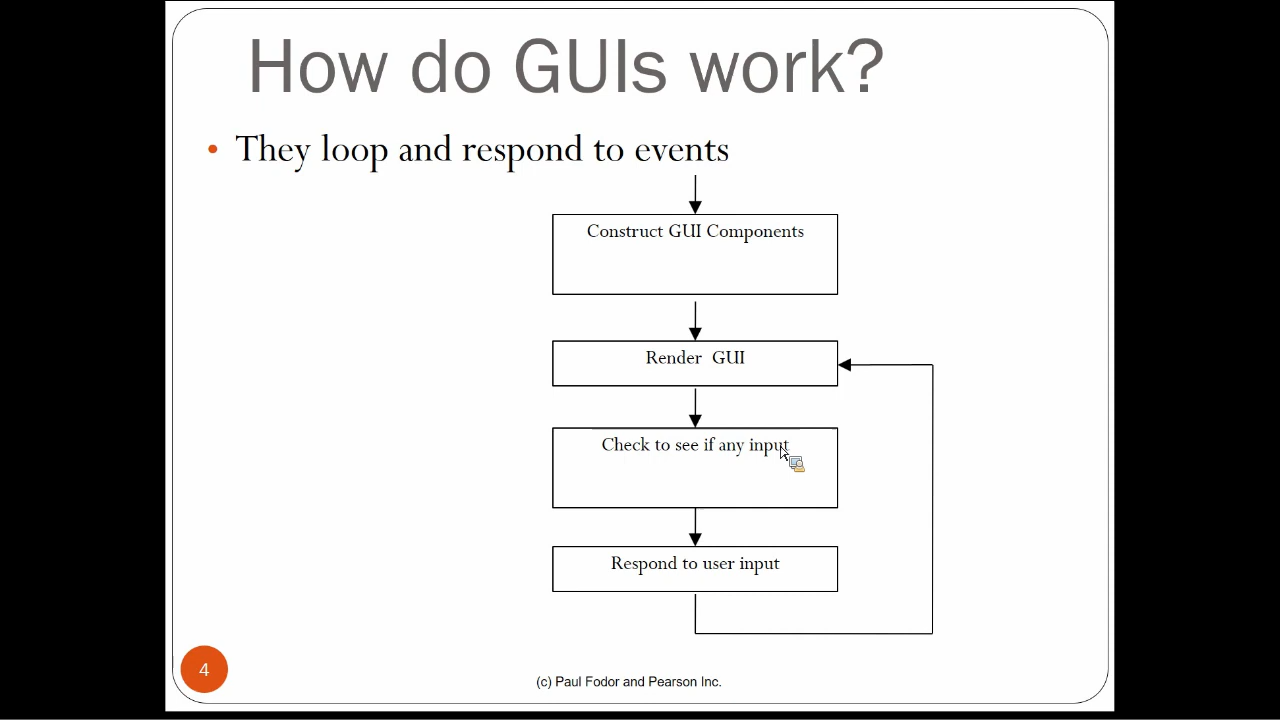 How do GUIs work?
• They loop and respond to events
Construct GUI Components
Render GUI
Check to see if any input
Respond to user input
4
(c) Paul Fodor and Pearson Inc.